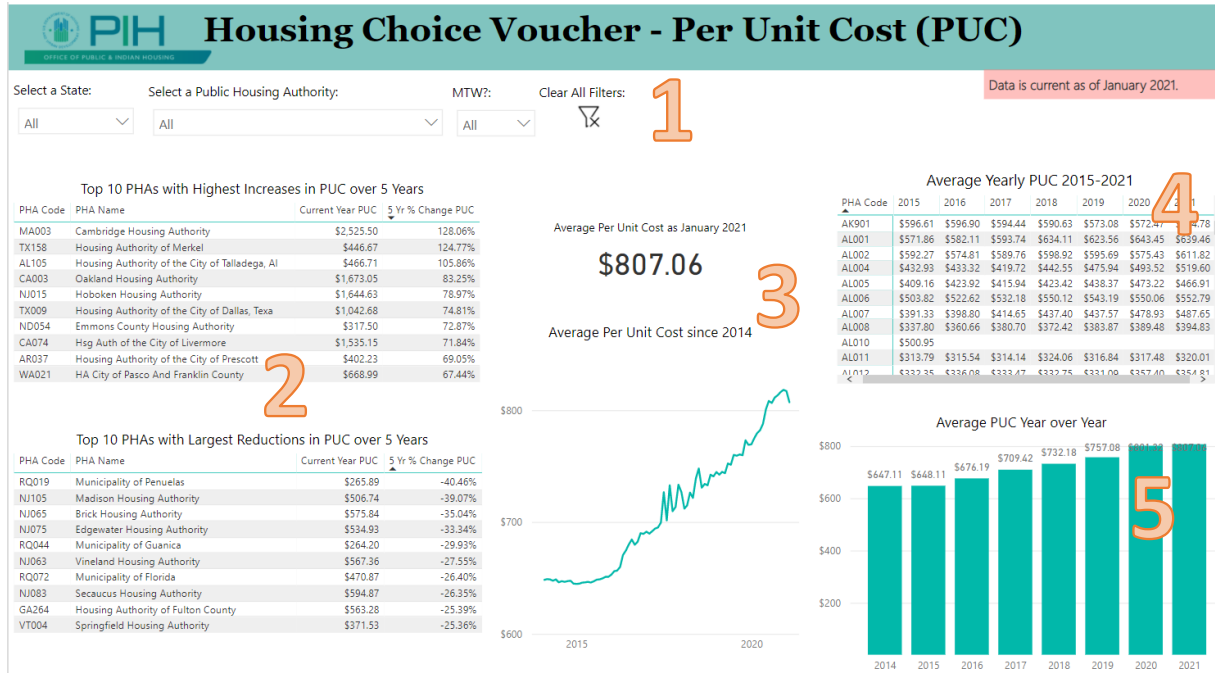 PIH
OFFICE OF PUBLIC & INDIAN HOUSING
Housing Choice Voucher - Per Unit Cost (PUC)
Data is current as of January 2021.
Select a State:
All
Select a Public Housing Authority:
All
MTW?:
All
Clear All Filters:
1
Top 10 PHAs with Highest Increases in PUC over 5 Years
PHA Code PHA Name Current Year PUC 5 Yr % Change PUC
MA003 Cambridge Housing Authority $2,525.50 128.06%
TX158 Housing Authority of Merkel $446.67 124.77%
AL105 Housing Authority of the City of Talladega, Al $466.71 105.86%
CA003 Oakland Housing Authority $1,673.05 83.25%
NJ015 Hoboken Housing Authority $1,644.63 78.97%
TX009 Housing Authority of the City of Dallas, Texa $1,042.68 74.81%
ND054 Emmons County Housing Authority $317.50 72.87%
CA074 Hsg Auth of the City of Livermore $1,535.15 71.84%
AR037 Housing Authority of the City of Prescott $402.23 69.05%
WA021 HA City of Pasco And Franklin County $668.99 67.44%
2
Top 10 PHAs with Largest Reductions in PUC over 5 Years
PHA Code PHA Name Current Year PUC 5 Yr % Change PUC
RQ019 Municipality of Penuelas $265.89 -40.46%
NJ105 Madison Housing Authority $506.74 -39.07%
NJ065 Brick Housing Authority $575.84 -35.04%
NJ075 Edgewater Housing Authority $534.93 -33.34%
RQ044 Municipality of Guanica $264.20 -29.93%
NJ063 Vineland Housing Authority $567.36 -27.55%
RQ072 Municipality of Florida $470.87 -26.40%
NJ083 Secaucus Housing Authority $594.87 -26.35%
GA264 Housing Authority of Fulton County $563.28 -25.39%
VT004 Springfield Housing Authority $371.53 -25.36%
Average Per Unit Cost as January 2021
$807.06
3
Average Per Unit Cost since 2014
$800
$700
$600
2015 2020
Average Yearly PUC 2015-2021
4
PHA Code 2015 2016 2017 2018 2019 2020
AK901 $596.61 $596.90 $594.44 $590.63 $573.08
AL001 $571.86 $582.11 $593.74 $634.11 $623.56 $643.45 $639.46
AL002 $592.27 $574.81 $589.76 $598.92 $595.69 $575.43 $611.82
AL004 $432.93 $433.32 $419.72 $442.55 $475.94 $493.52 $519.60
AL005 $409.16 $423.92 $415.94 $423.42 $438.37 $473.22 $466.91
AL006 $503.82 $522.62 $532.18 $550.12 $543.19 $550.06 $552.79
AL007 $391.33 $398.80 $414.65 $437.40 $437.57 $478.93 $487.65
AL008 $337.80 $360.66 $380.70 $372.42 $383.87 $389.48 $394.83
AL010 $500.95
AL011 $313.79 $315.54 $314.14 $324.06 $316.84 $317.48 $320.01
AL012 $332.35 $336.08 $333.47 $332.75 $331.09 $357.40 $354.81
Average PUC Year over Year
$800
$600
$400
$200
$647.11 $648.11 $676.19 $709.42 $732.18 $757.08 $807.06
5
2014 2015 2016 2017 2018 2019 2020 2021